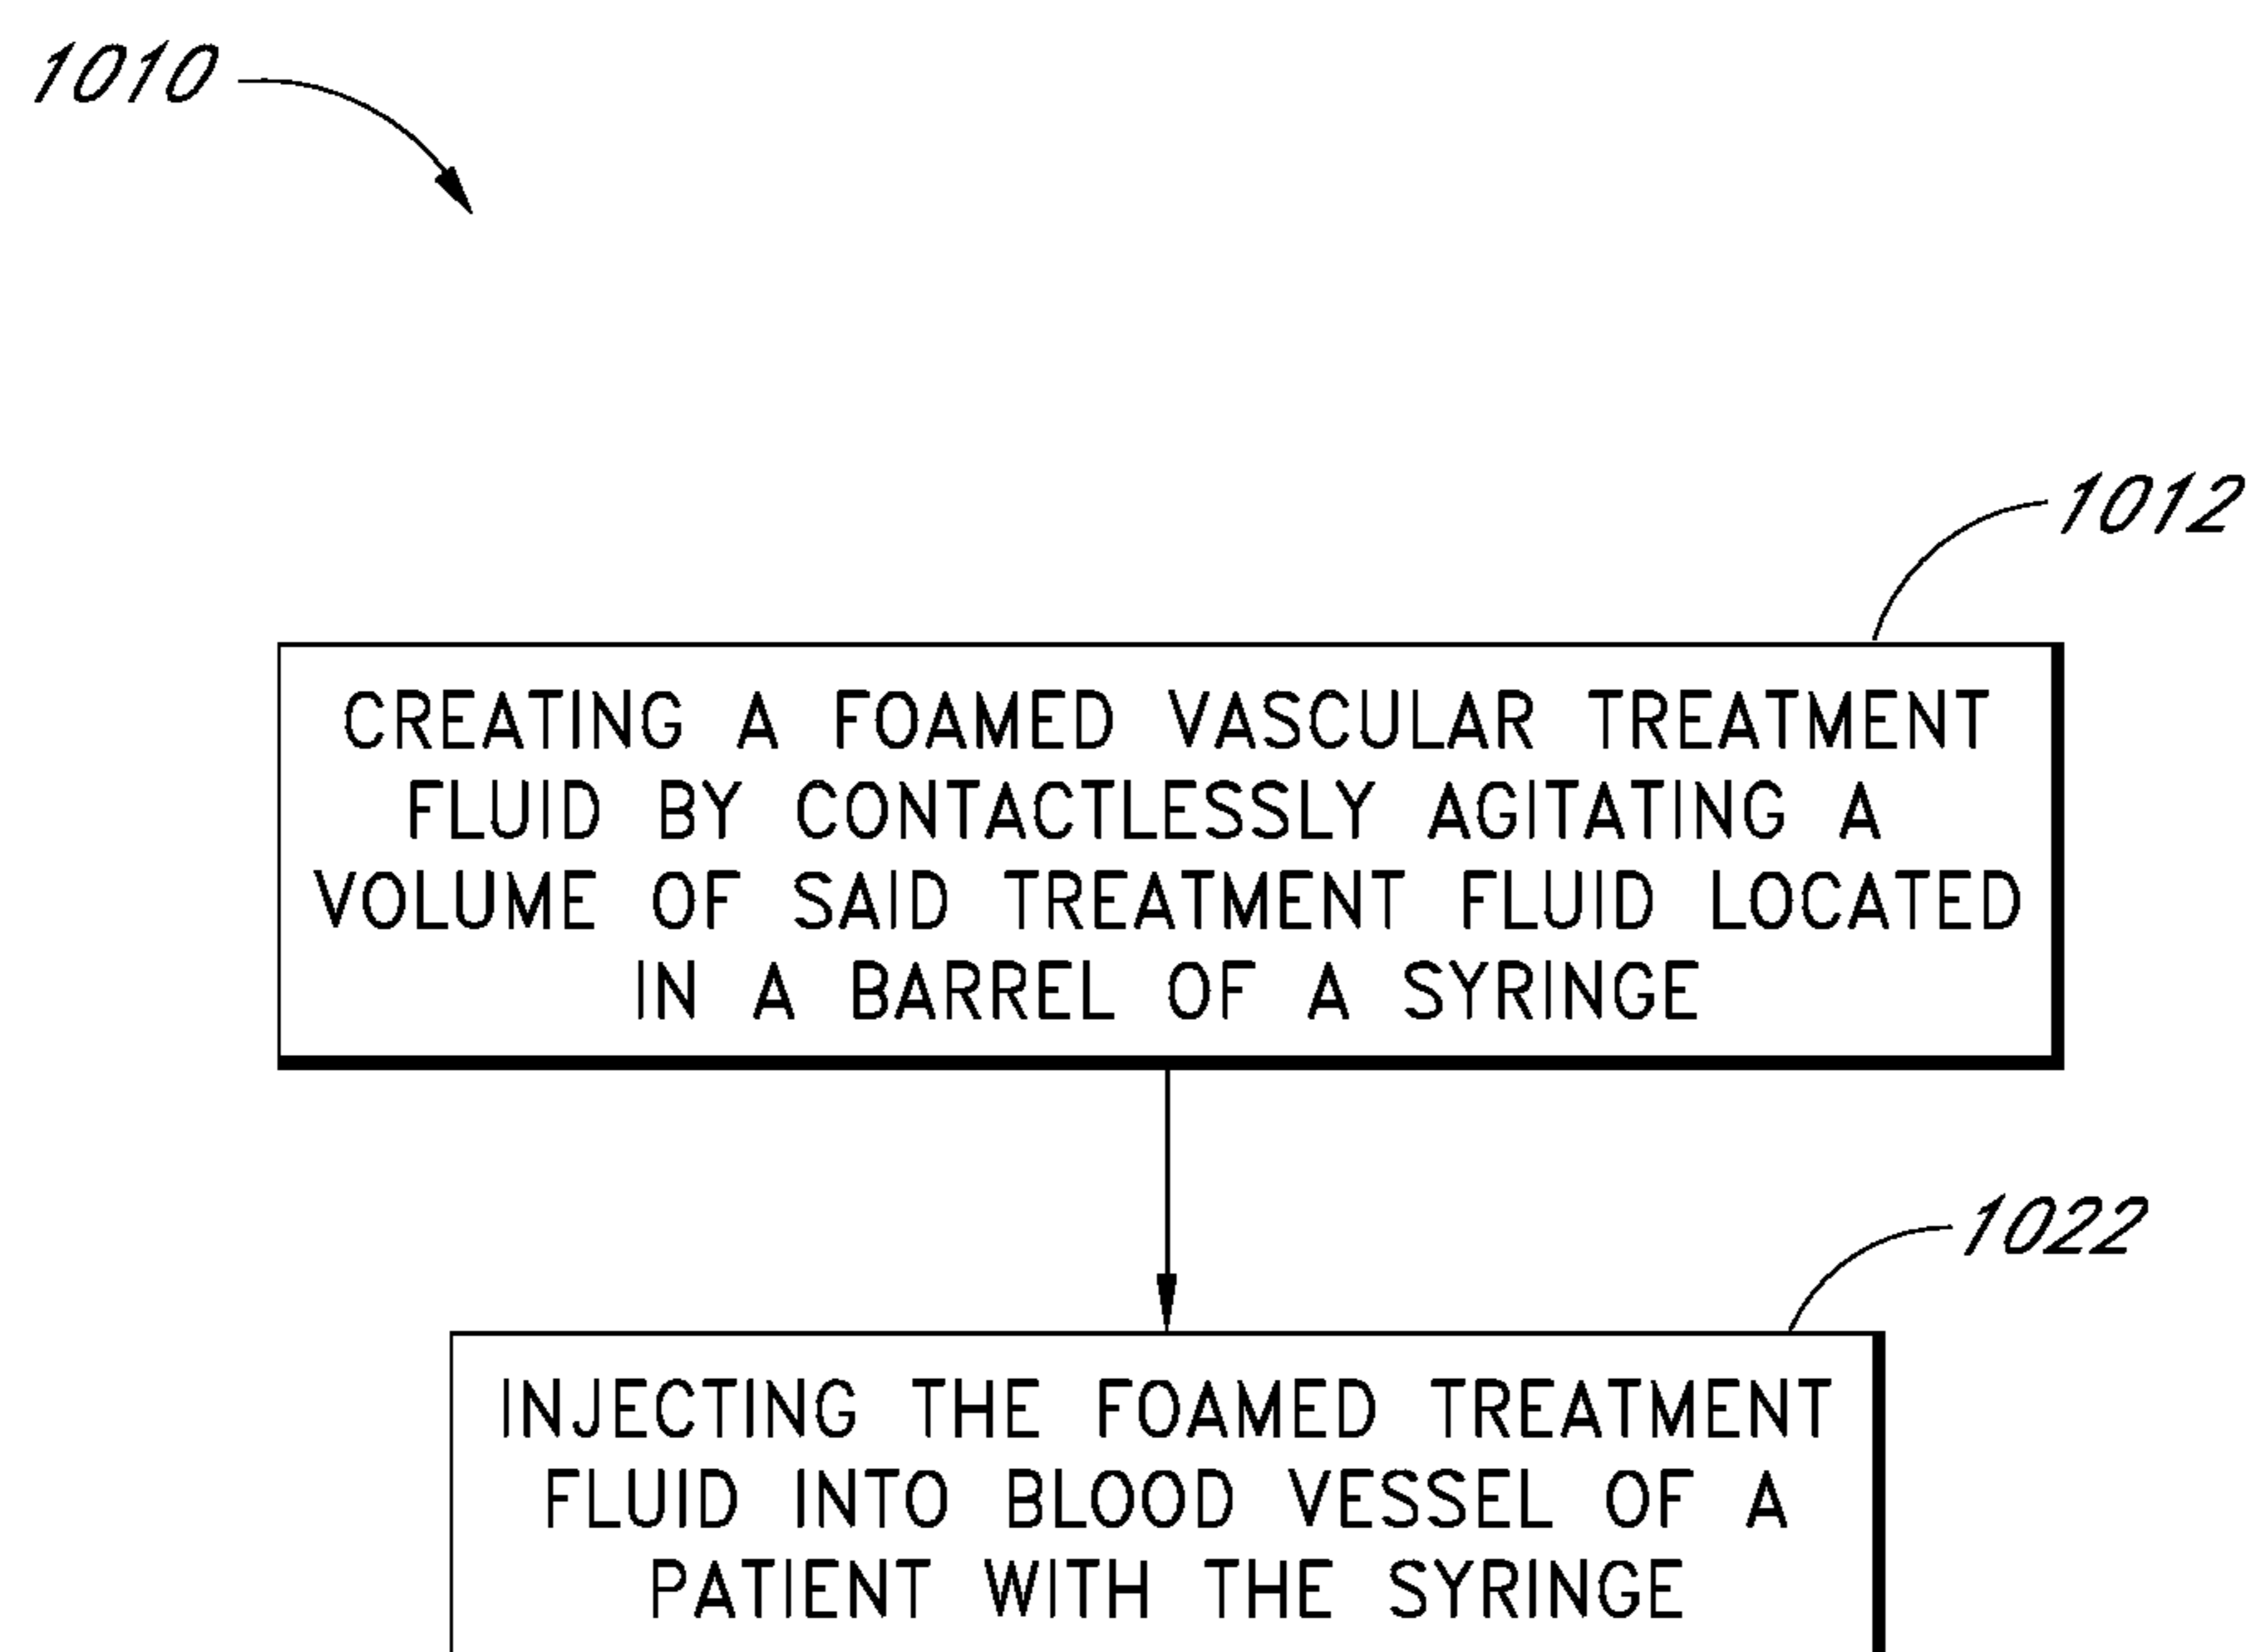 1010
1012
CREATING A FOAMED VASCULAR TREATMENT
FLUID BY CONTACTLESSLY AGITATING A
VOLUME OF SAID TREATMENT FLUID LOCATED
IN A BARREL OF A SYRINGE
1022
INJECTING THE FOAMED TREATMENT
FLUID INTO BLOOD VESSEL OF A
PATIENT WITH THE SYRINGE